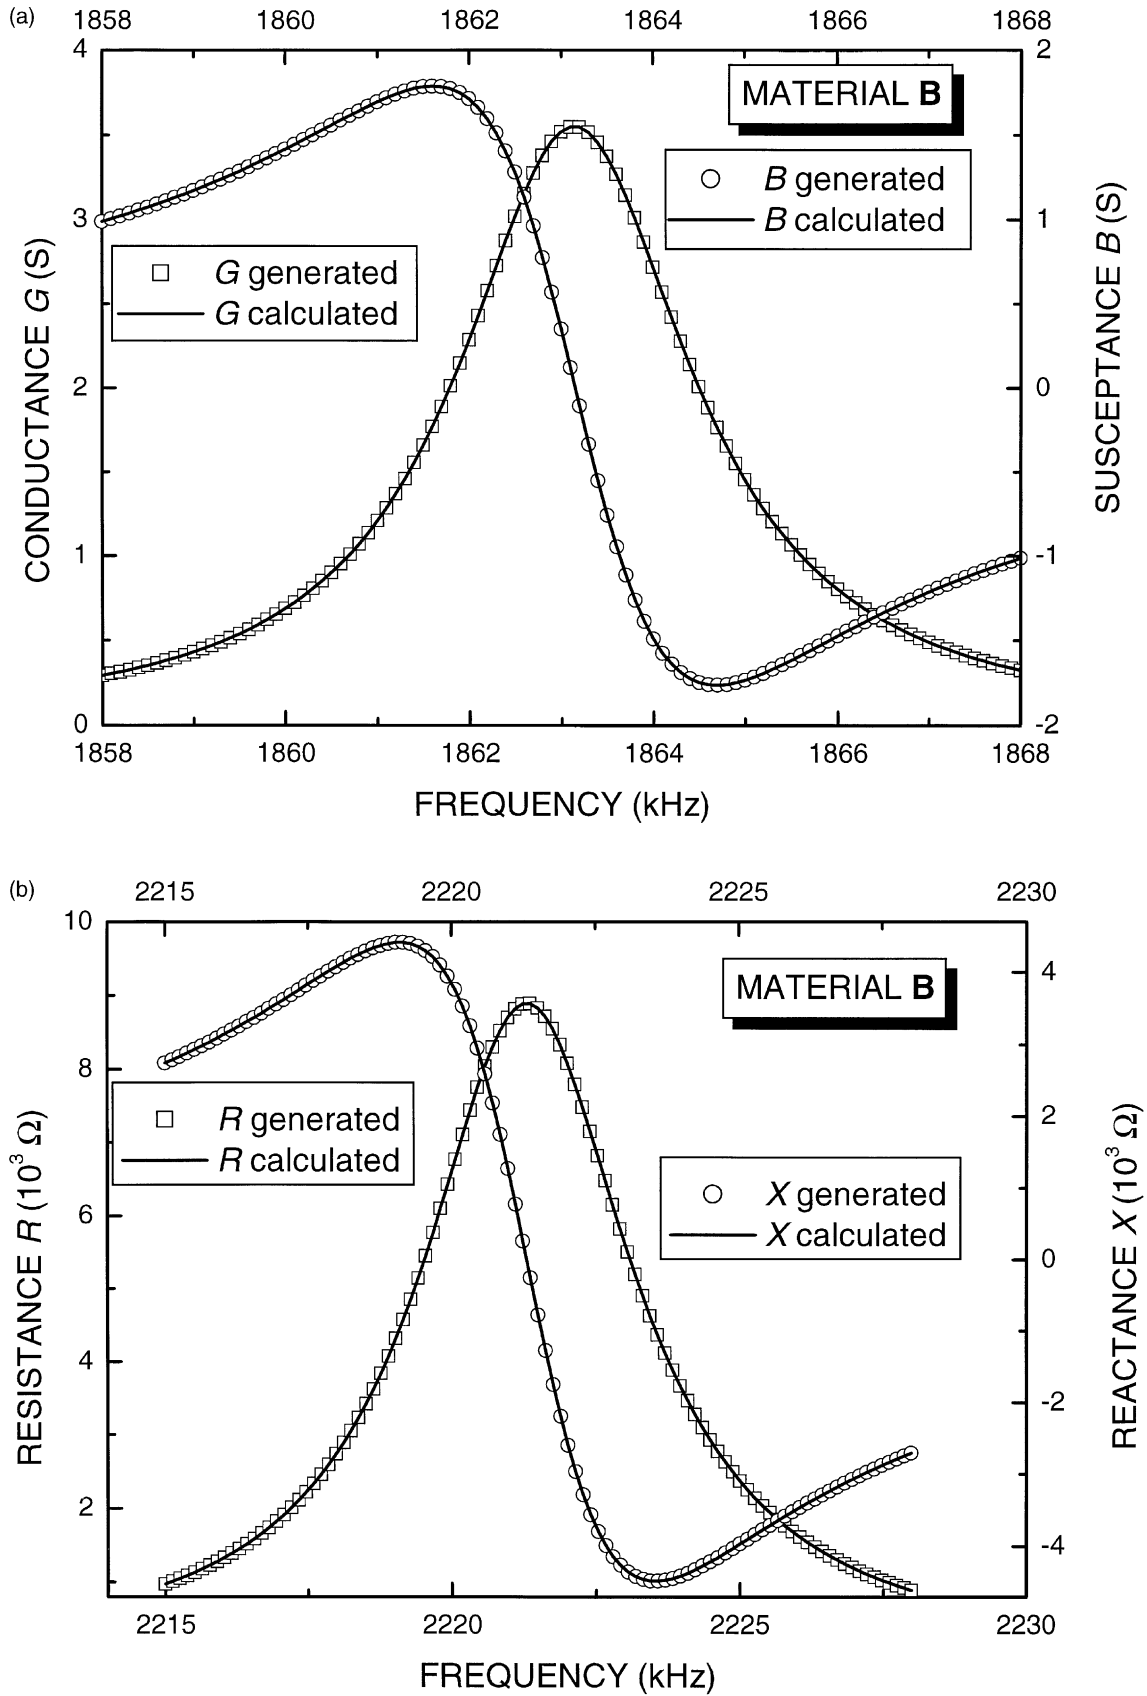 (a)
1858 1860 1862 1864 1866 1868
4 2
MATERIAL B
B generated
B calculated
3 1
G generated
G calculated
CONDUCTANCE G (S)
SUSCEPTANCE B (S)
2 0
1 -1
0 -2
1858 1860 1862 1864 1866 1868
FREQUENCY (kHz)
(b)
2215 2220 2225 2230
10
4
MATERIAL B
8
R generated
R calculated
2
X generated
X calculated
RESISTANCE R (10³ Ω)
REACTANCE X (10³ Ω)
6
0
4
-2
2
-4
2215 2220 2225 2230
FREQUENCY (kHz)